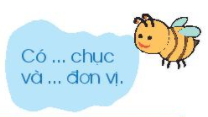 Có ... chục
và ... đơn vị.